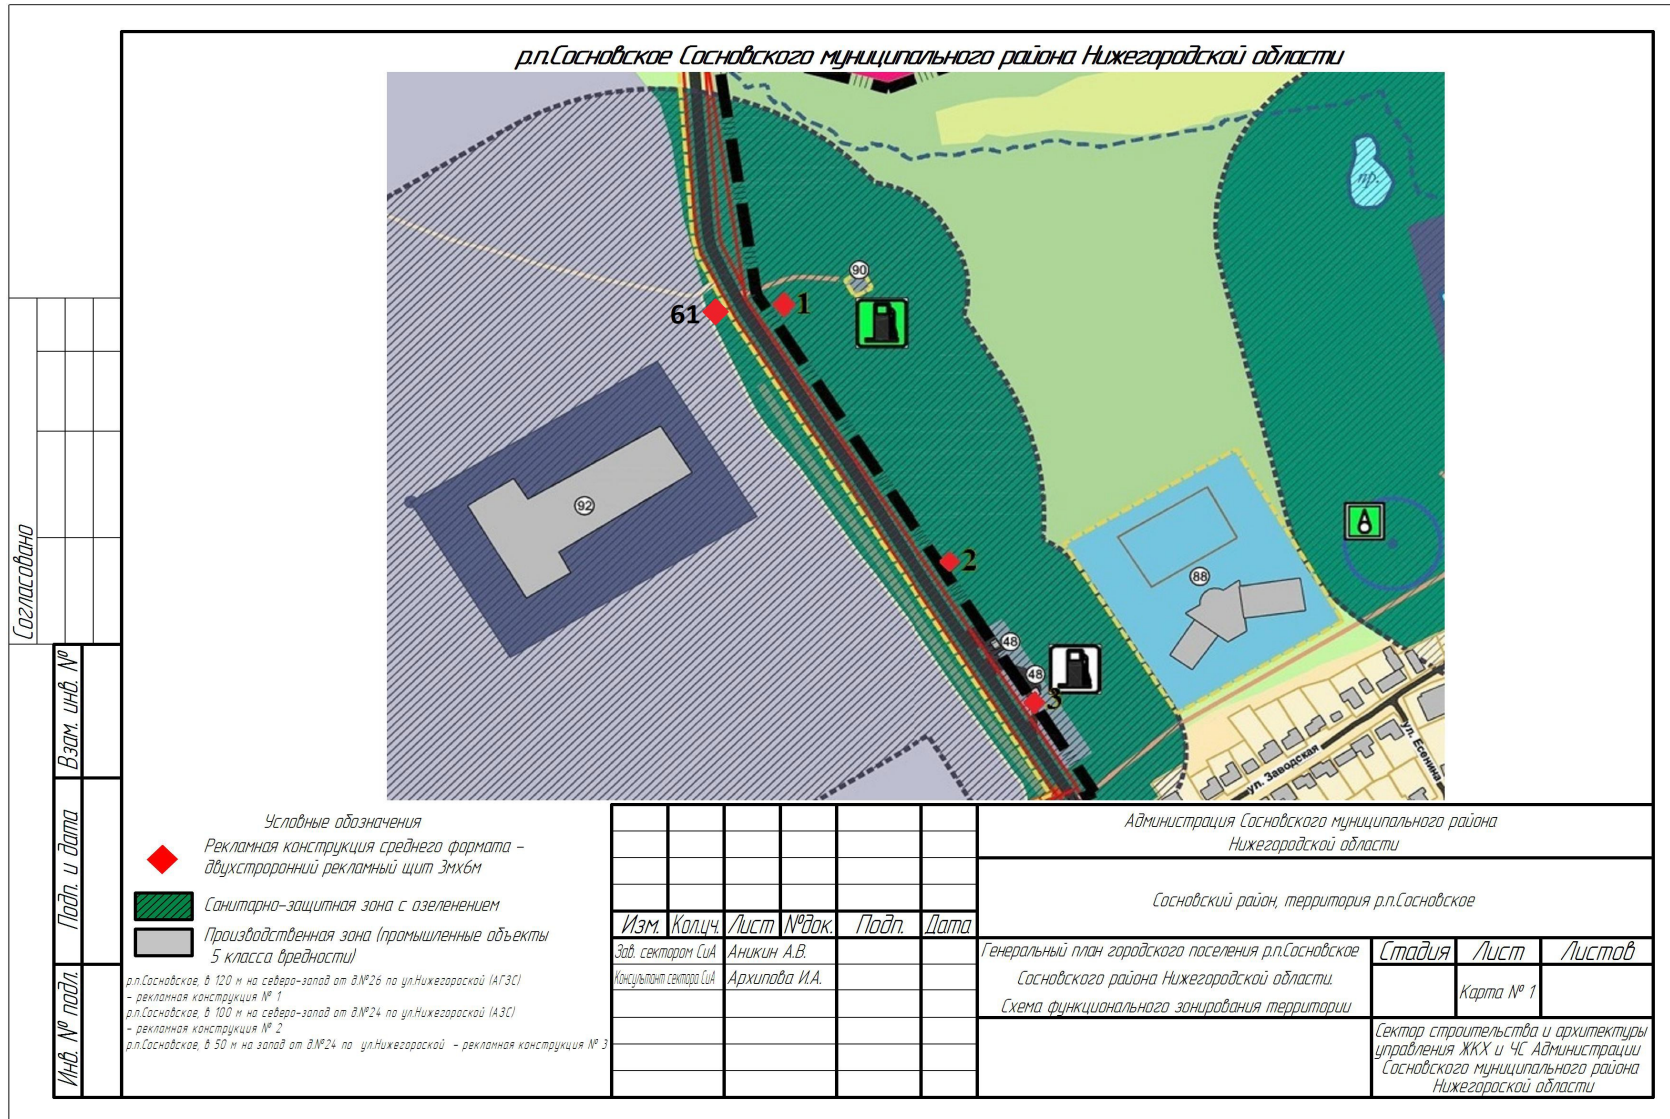 р.п.Сосновское Сосновского муниципального района Нижегородской области
90
61
1
92
2
88
48
48
3
пр.
ул. Заводская
ул. Есенина
Согласовано
Взам. инв. №
Подп. и дата
Инв. № подл.
Условные обозначения
Рекламная конструкция среднего формата –
двухстроронний рекламный щит 3мх6м
Санитарно-защитная зона с озеленением
Производственная зона (промышленные объекты
5 класса вредности)
р.п.Сосновское, в 120 м на северо-запад от д.№26 по ул.Нижегороской (АГЗС)
- рекламная конструкция № 1
р.п.Сосновское, в 100 м на северо-запад от д.№24 по ул.Нижегороской (АЗС)
- рекламная конструкция № 2
р.п.Сосновское, в 50 м на запад от д.№24 по ул.Нижегороской - рекламная конструкция № 3
Изм. Кол.уч. Лист №док. Подп. Дата
Зав. сектором СиА Аникин А.В.
Консультант сектора СиА Архипова И.А.
Администрация Сосновского муниципального района
Нижегородской области
Сосновский район, территория р.п.Сосновское
Генеральный план городского поселения р.п.Сосновское
Сосновского района Нижегородской области.
Схема функционального зонирования территории
Стадия Лист Листов
Карта № 1
Сектор строительства и архитектуры
управления ЖКХ и ЧС Администрации
Сосновского муниципального района
Нижегороской области